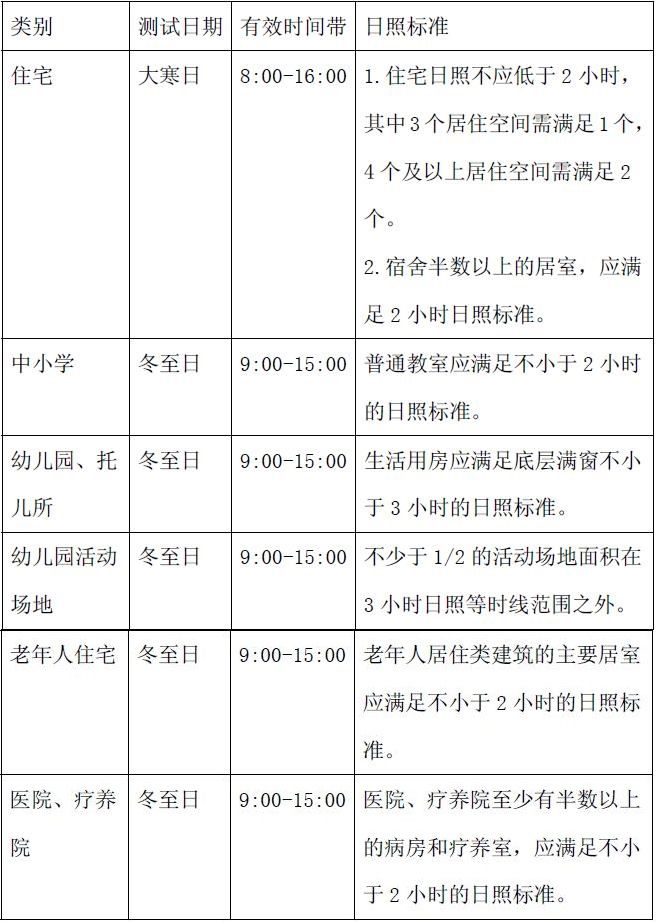 类别 测试日期 有效时间带 日照标准
住宅 大寒日 8:00-16:00 1.住宅日照不应低于2小时,
其中3个居住空间需满足1个,
4个及以上居住空间需满足2
个。
2.宿舍半数以上的居室,应满
足2小时日照标准。
中小学 冬至日 9:00-15:00 普通教室应满足不小于2小时
的日照标准。
幼儿园、托 冬至日 9:00-15:00 生活用房应满足底层满窗不小
儿所 于3小时的日照标准。
幼儿园活动 冬至日 9:00-15:00 不少于1/2的活动场地面积在
场地 3小时日照等时线范围之外。
老年人住宅 冬至日 9:00-15:00 老年人居住类建筑的主要居室
应满足不小于2小时的日照标
准。
医院、疗养 冬至日 9:00-15:00 医院、疗养院至少有半数以上
院 的病房和疗养室,应满足不小
于2小时的日照标准。